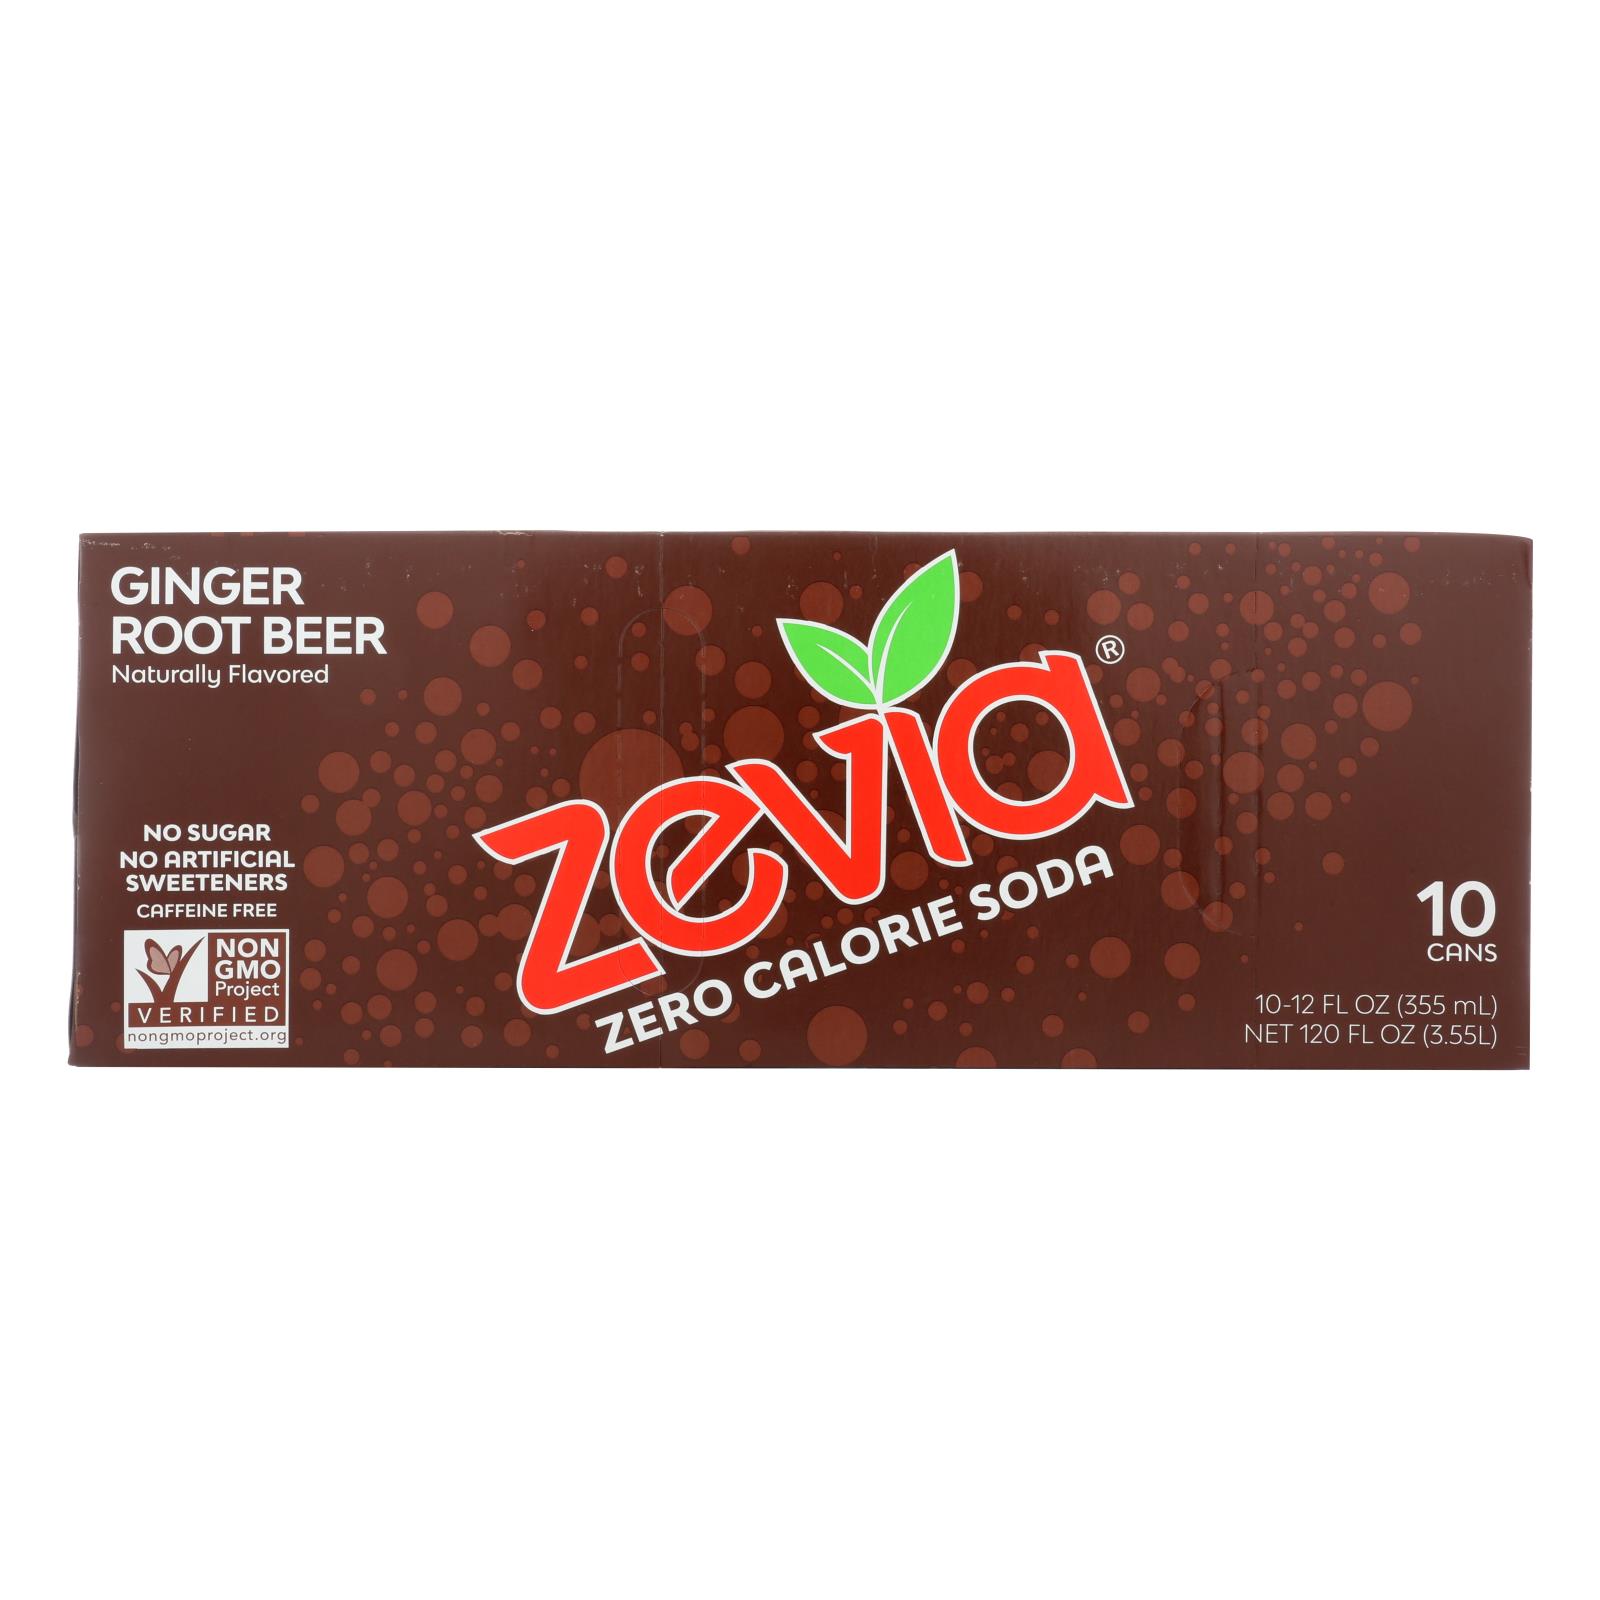 GINGER
ROOT BEER
Naturally Flavored
zevia®
ZERO CALORIE SODA
NO SUGAR
NO ARTIFICIAL
SWEETENERS
CAFFEINE FREE
NON
GMO
Project
VERIFIED
nongmoproject.org
10
CANS
10-12 FL OZ (355 mL)
NET 120 FL OZ (3.55L)